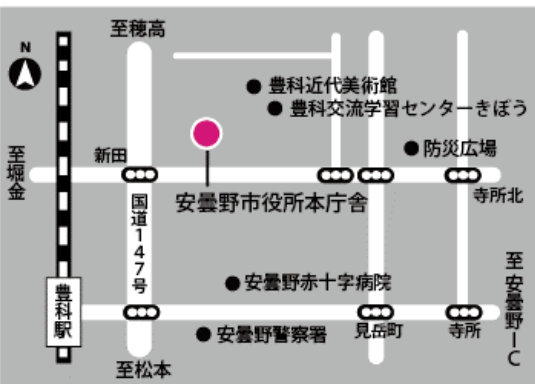 至穂高
N
豊科近代美術館
豊科交流学習センターきぼう
新田
防災広場
至堀金
安曇野市役所本庁舎
寺所北
国道147号
安曇野赤十字病院
至安曇野IC
豊科駅
安曇野警察署
見岳町
寺所
至松本